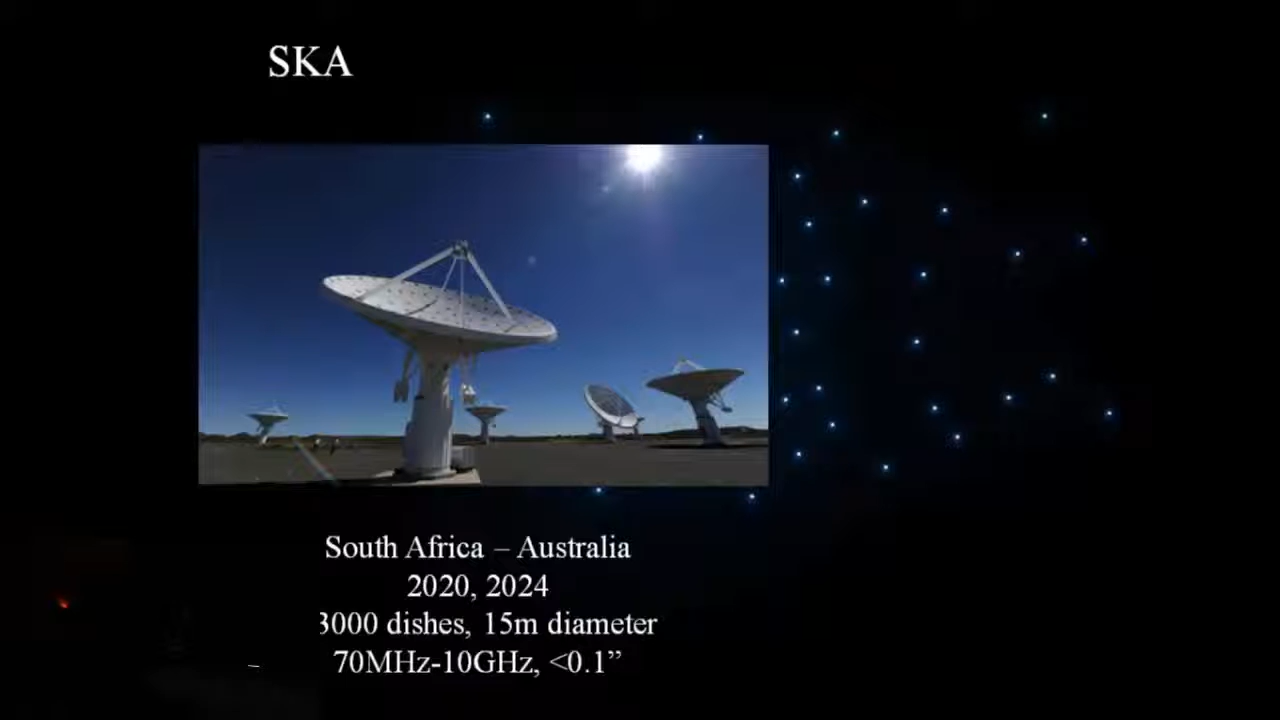 SKA
South Africa – Australia
2020, 2024
3000 dishes, 15m diameter
70MHz-10GHz, <0.1”